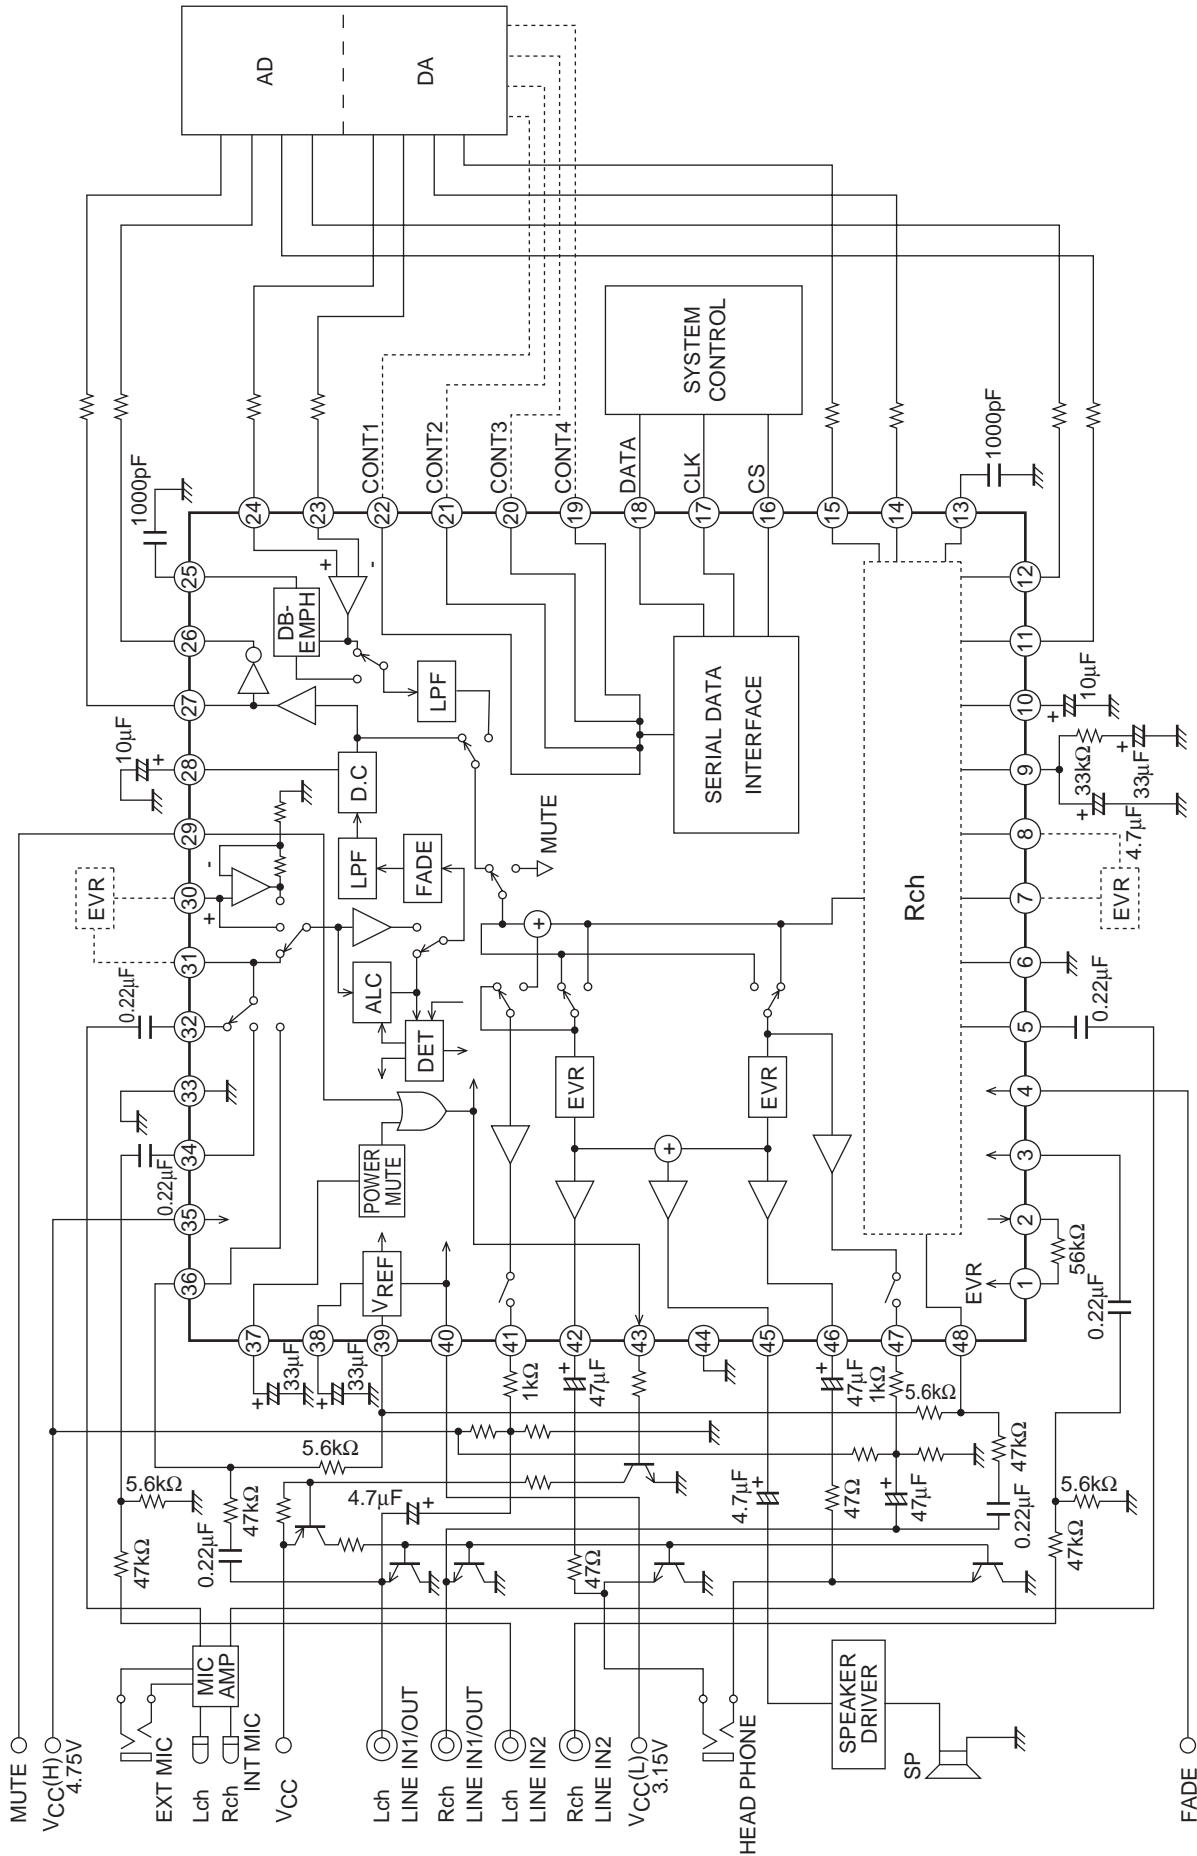 AD
DA
1000pF
24
23
22
21
20
19
18
17
16
15
14
13
CONT1
CONT2
CONT3
CONT4
DATA
CLK
CS
SYSTEM
CONTROL
1000pF
25
26
27
28
29
30
31
32
33
34
35
36
10µF
+
DB-
EMPH
+
-
LPF
D.C
LPF
FADE
MUTE
SERIAL DATA
INTERFACE
EVR
-
+
0.22µF
0.22µF
ALC
DET
+
EVR
EVR
+
POWER
MUTE
VREF
Rch
EVR
12
11
10
9
8
7
6
5
4
3
2
1
+
10µF
33kΩ
+
33µF
+
4.7µF
EVR
0.22µF
56kΩ
0.22µF
37
38
39
40
41
42
43
44
45
46
47
48
+
33µF
+
33µF
1kΩ
+
47µF
+
47µF
1kΩ
5.6kΩ
5.6kΩ
5.6kΩ
47kΩ
47kΩ
0.22µF
4.7µF
+
47Ω
4.7µF
+
47Ω
+
47µF
47kΩ
0.22µF
5.6kΩ
47kΩ
MIC
AMP
SPEAKER
DRIVER
SP
MUTE
VCC(H)
4.75V
EXT MIC
Lch
Rch
INT MIC
VCC
Lch
LINE IN1/OUT
Rch
LINE IN1/OUT
Lch
LINE IN2
Rch
LINE IN2
VCC(L)
3.15V
HEAD PHONE
FADE